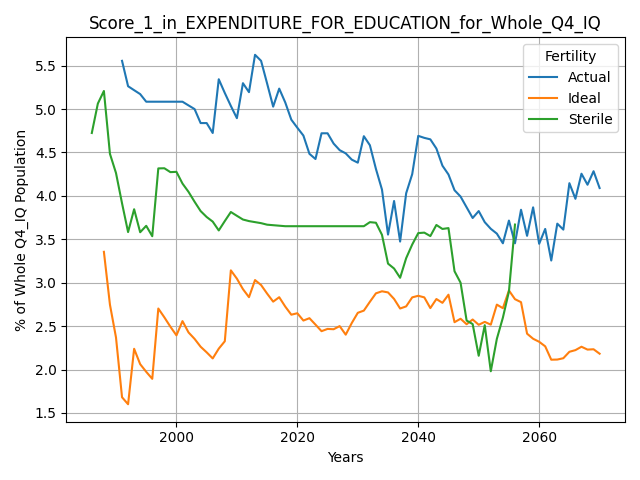 Score_1_in_EXPENDITURE_FOR_EDUCATION_for_Whole_Q4_IQ
Fertility
Actual
Ideal
Sterile
% of Whole Q4_IQ Population
5.5
5.0
4.5
4.0
3.5
3.0
2.5
2.0
1.5
2000 2020 2040 2060
Years